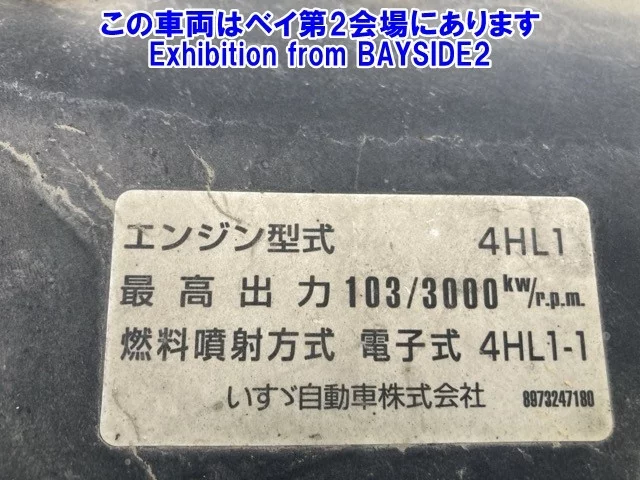 この車両はベイ第2会場にあります
Exhibition from BAYSIDE2
エンジン型式 4HL1
最高出力 103/3000 kw/r.p.m.
燃料噴射方式 電子式 4HL1-1
いすゞ自動車株式会社 8973247180